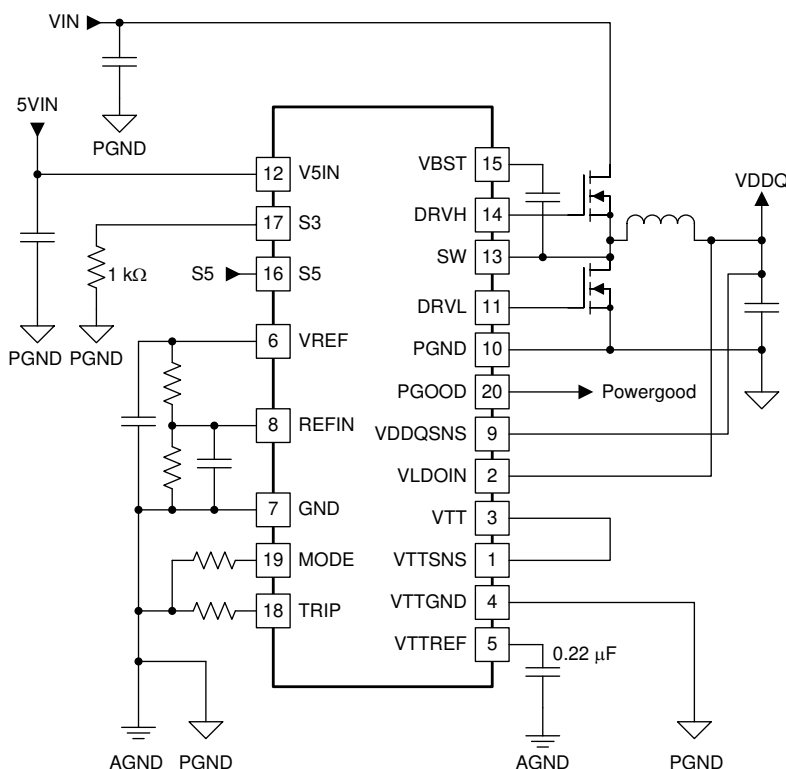 VIN
PGND
5VIN
12 V5IN
17 S3
1 kΩ
S5 16 S5
PGND PGND
6 VREF
8 REFIN
7 GND
19 MODE
18 TRIP
AGND PGND
VBST 15
DRVH 14
SW 13
DRVL 11
PGND 10
PGOOD 20 Powergood
VDDQSNS 9
VLDOIN 2
VTT 3
VTTSNS 1
VTTGND 4
VTTREF 5
0.22 μF
VDDQ
AGND PGND